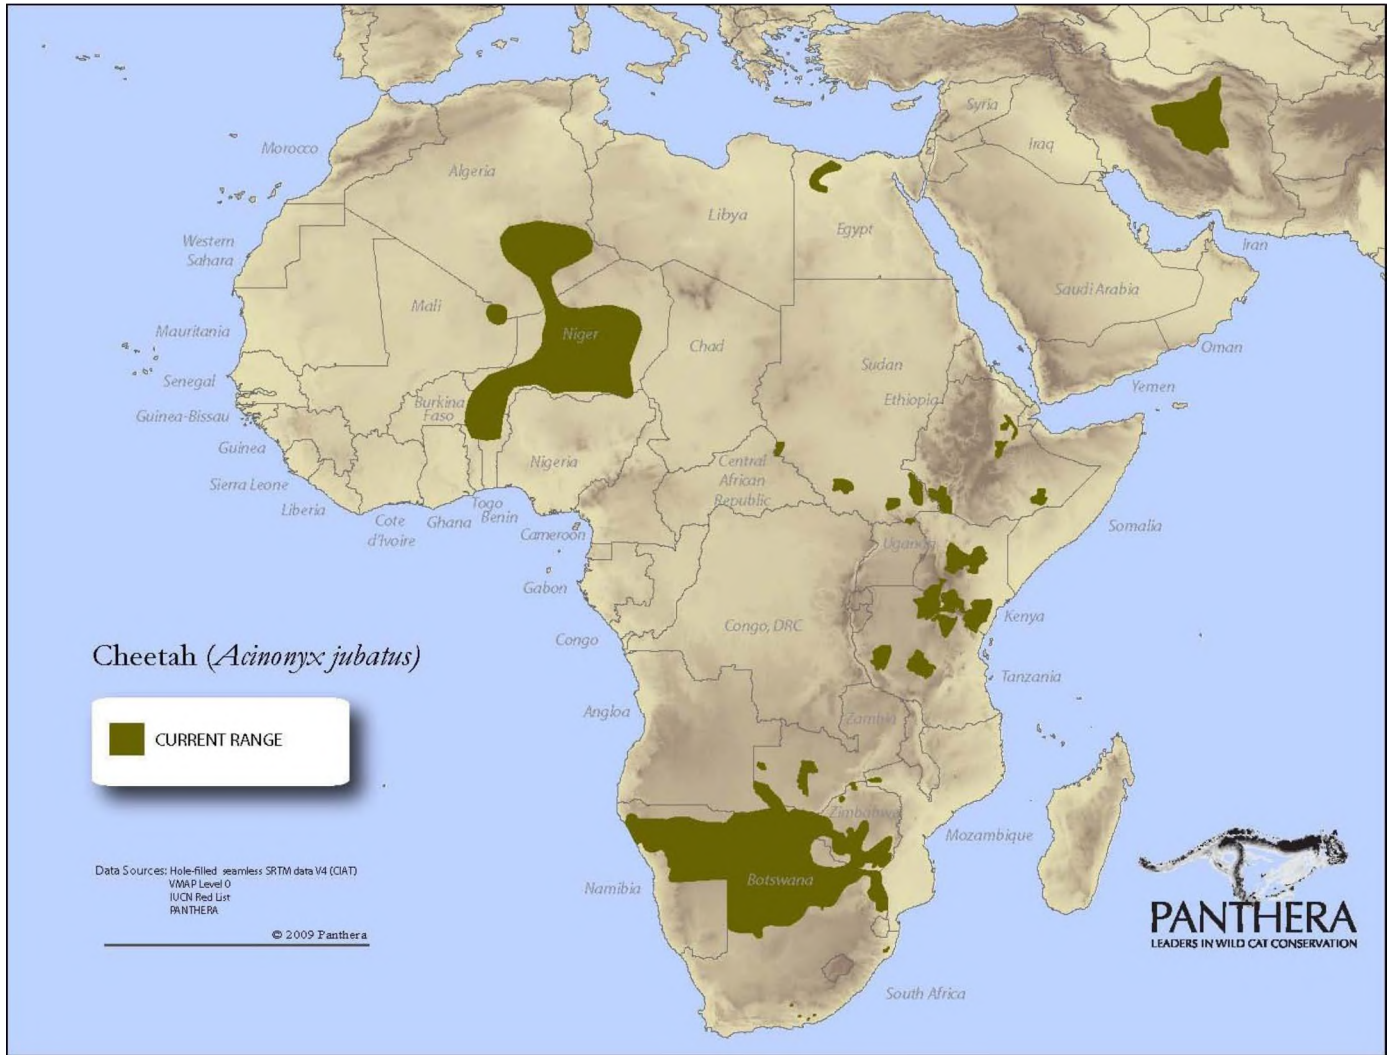 Syria
Iraq
Morocco
Algeria
Libya
Egypt
Iran
Western
Sahara
Saudi Arabia
Mali
Mauritania
Niger
Chad
Oman
Sudan
Senegal
Yemen
Ethiopia
Burkina
Faso
Guinea-Bissau
Guinea
Central
African
Republic
Nigeria
Sierra Leone
Liberia
Togo
Benin
Cote
d'Ivoire
Ghana
Cameroon
Somalia
Uganda
Gabon
Kenya
Congo
Congo, DRC
Cheetah (Acinonyx jubatus)
Tanzania
Angloa
Zambia
CURRENT RANGE
Zimbabwe
Mozambique
Botswana
Namibia
Data Sources: Hole-filled seamless SRTM data V4 (CIAT)
VMAP Level 0
IUCN Red List
PANTHERA
© 2009 Panthera
PANTHERA
LEADERS IN WILD CAT CONSERVATION
South Africa